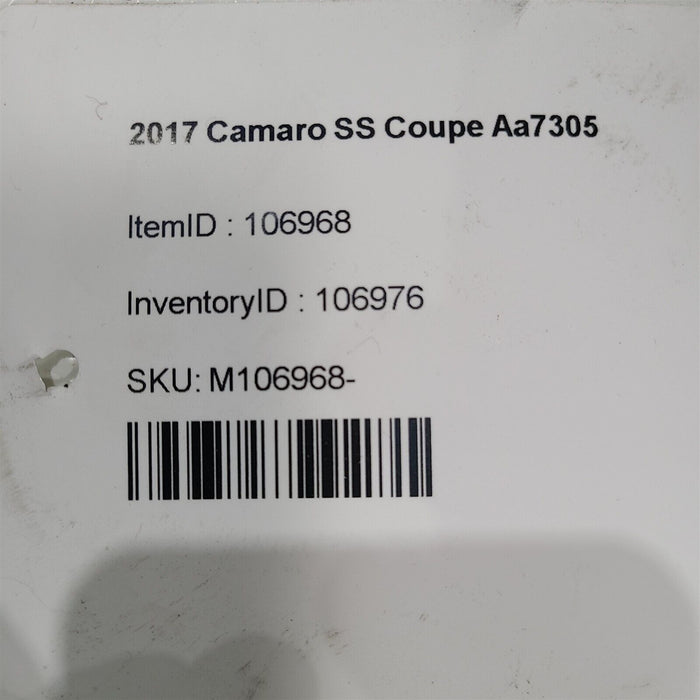 2017 Camaro SS Coupe Aa7305
ItemID : 106968
InventoryID : 106976
SKU: M106968-